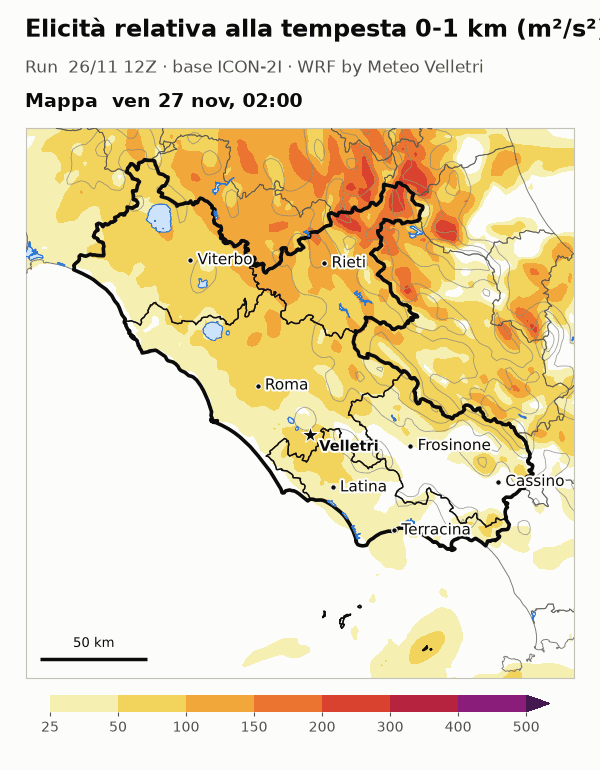 Elicità relativa alla tempesta 0-1 km (m²/s²)
Run  26/11 12Z · base ICON-2I · WRF by Meteo Velletri
Mappa  ven 27 nov, 02:00
Viterbo
Rieti
Roma
Velletri
Frosinone
Cassino
Latina
Terracina
50 km
25 50 100 150 200 300 400 500